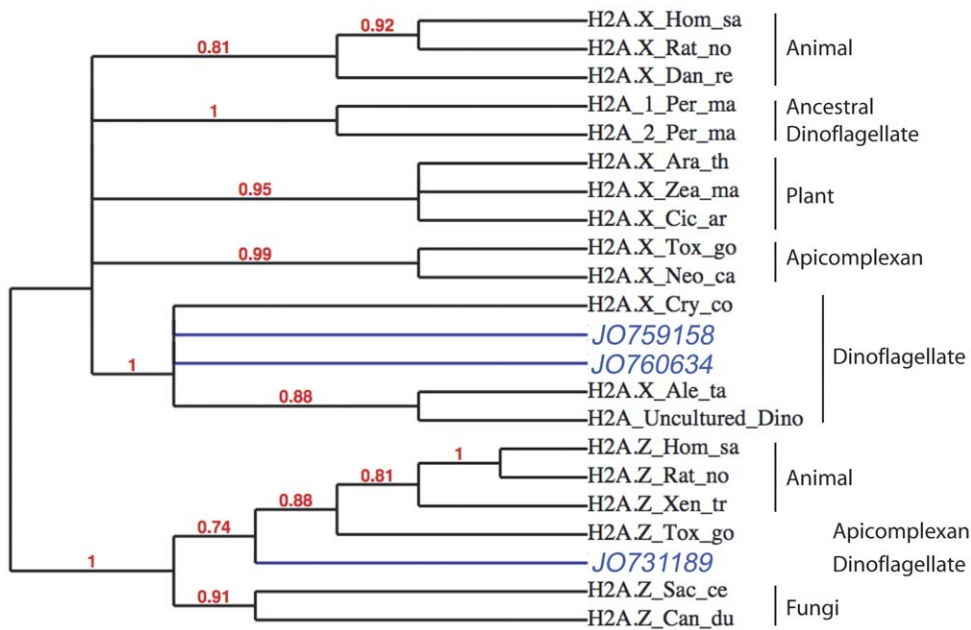 0.92
H2A.X_Hom_sa
0.81
H2A.X_Rat_no
Animal
H2A.X_Dan_re
1
H2A_1_Per_ma
Ancestral
H2A_2_Per_ma
Dinoflagellate
H2A.X_Ara_th
0.95
H2A.X_Zea_ma
Plant
H2A.X_Cic_ar
0.99
H2A.X_Tox_go
Apicomplexan
H2A.X_Neo_ca
H2A.X_Cry_co
JO759158
Dinoflagellate
1
JO760634
0.88
H2A.X_Ale_ta
H2A_Uncultured_Dino
1
H2A.Z_Hom_sa
0.81
H2A.Z_Rat_no
Animal
0.88
H2A.Z_Xen_tr
0.74
H2A.Z_Tox_go
Apicomplexan
1
JO731189
Dinoflagellate
0.91
H2A.Z_Sac_ce
Fungi
H2A.Z_Can_du